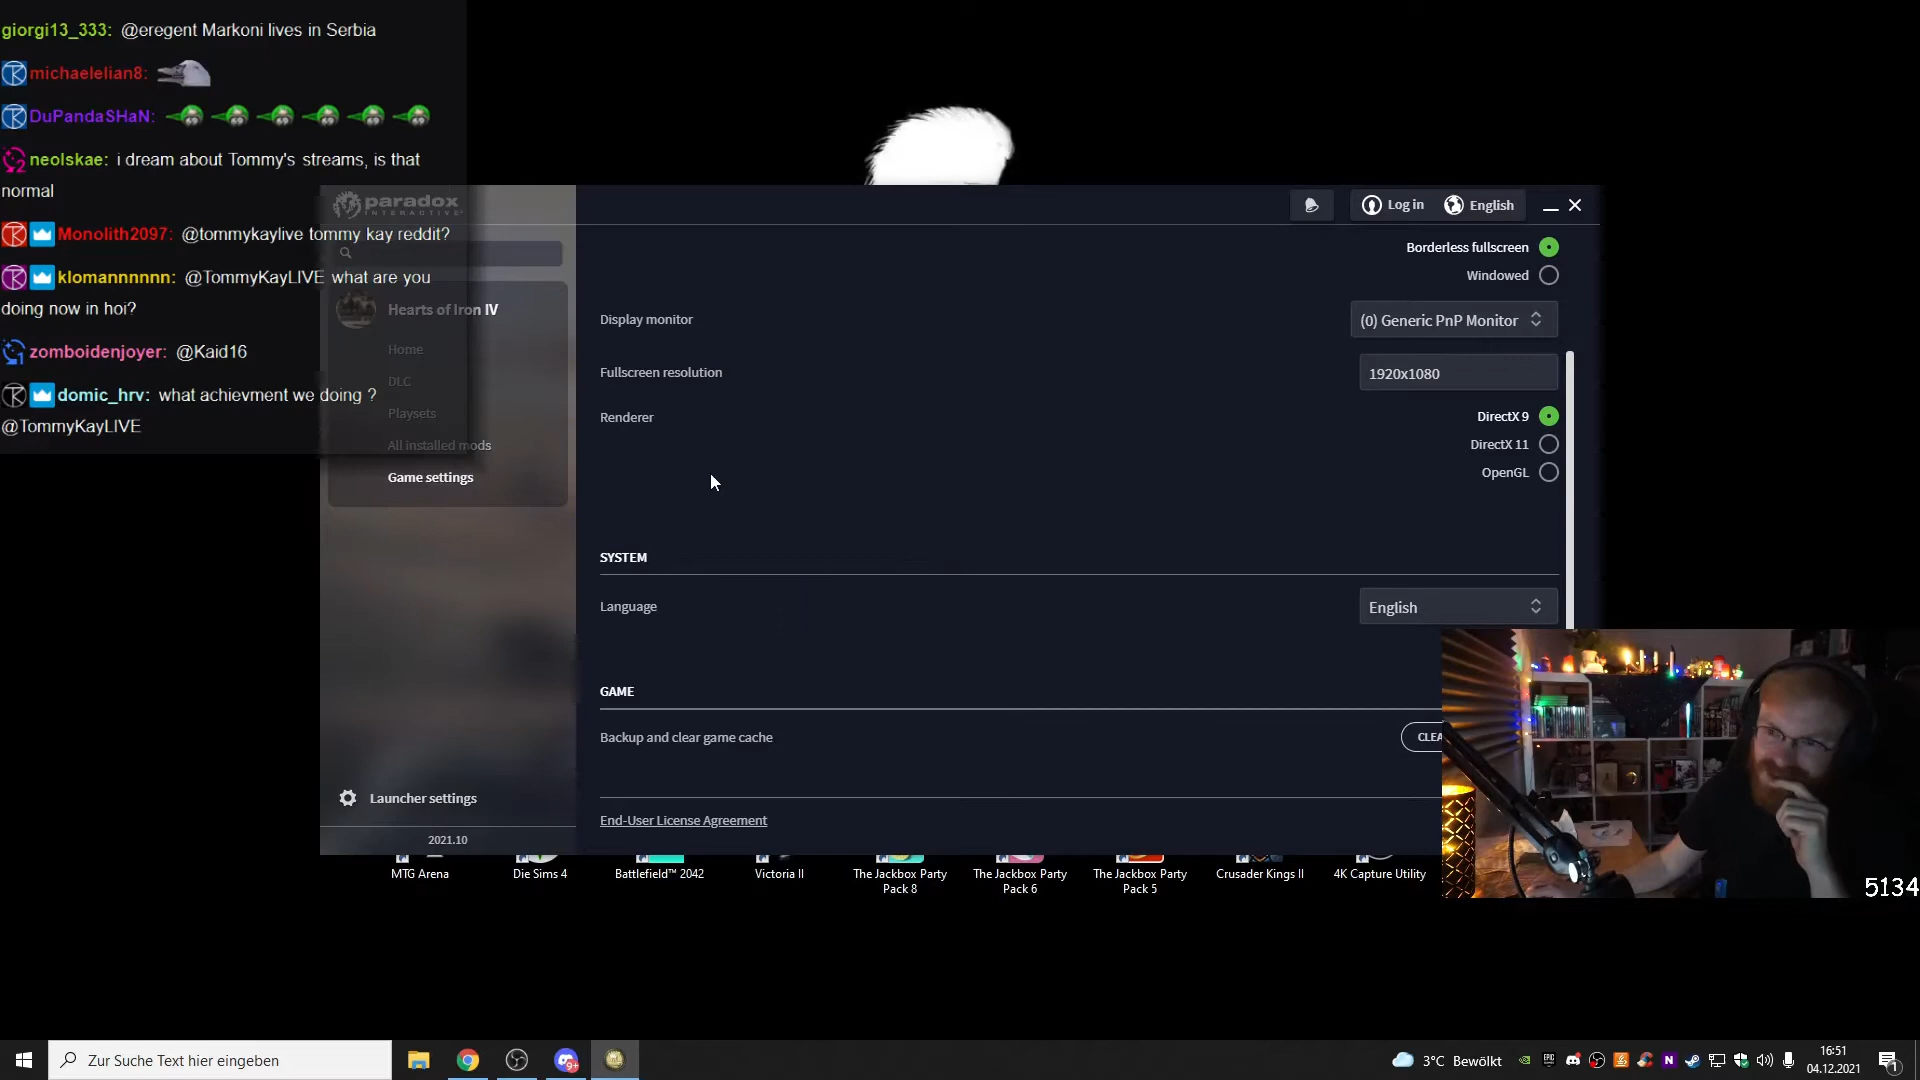 giorgi13_333: @eregent Markoni lives in Serbia
michaelelian8:
DuPandaSHaN:
neolskae: i dream about Tommy's streams, is that
normal
Monolith2097: @tommykaylive tommy kay reddit?
klomannnnnn: @TommyKayLIVE what are you
doing now in hoi?
zomboidenjoyer: @Kaid16
domic_hrv: what achievment we doing ?
@TommyKayLIVE
paradox
INTERACTIVE
Hearts of Iron IV
Home
DLC
Playsets
All installed mods
Game settings
Launcher settings
2021.10
Log in
English
Borderless fullscreen
Windowed
Display monitor
(0) Generic PnP Monitor
Fullscreen resolution
1920x1080
Renderer
DirectX 9
DirectX 11
OpenGL
SYSTEM
Language
English
GAME
Backup and clear game cache
CLEA
End-User License Agreement
MTG Arena
Die Sims 4
Battlefield™ 2042
Victoria II
The Jackbox Party
Pack 8
The Jackbox Party
Pack 6
The Jackbox Party
Pack 5
Crusader Kings II
4K Capture Utility
5134
Zur Suche Text hier eingeben
9+
3°C Bewölkt
16:51
04.12.2021
1